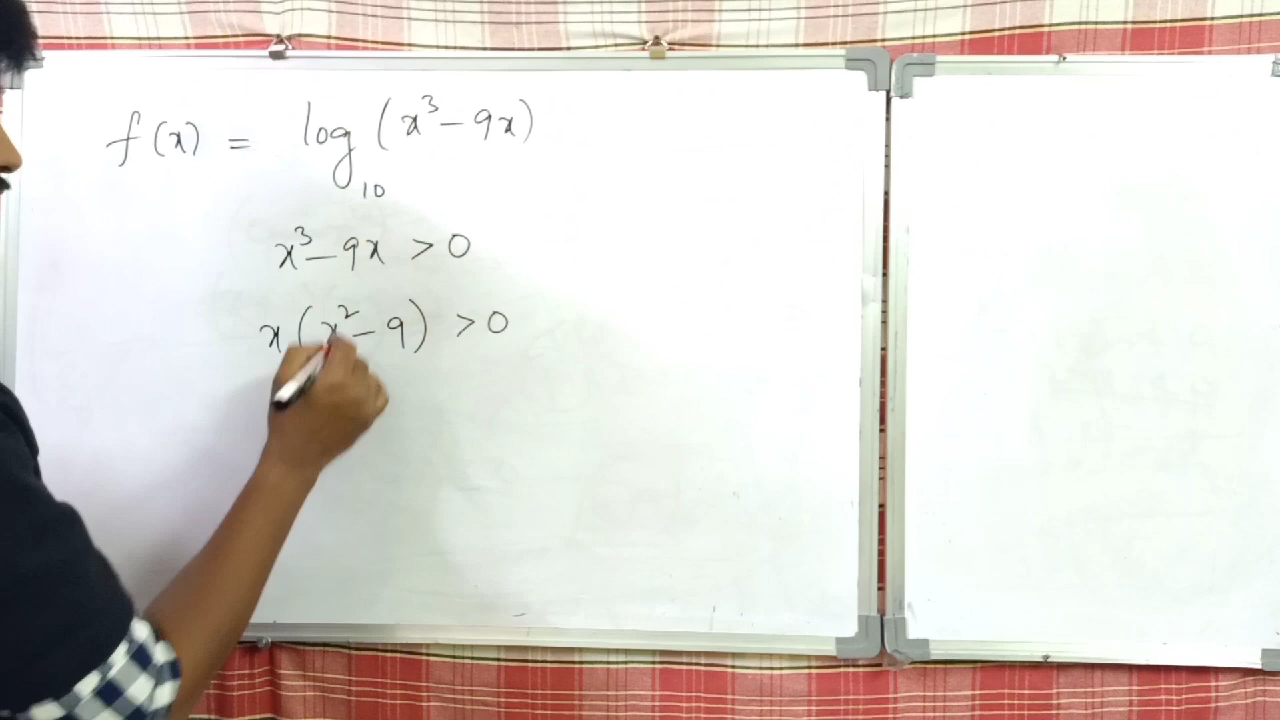 f(x) = log₁₀(x³-9x)
x³-9x > 0
x(x²-9) > 0